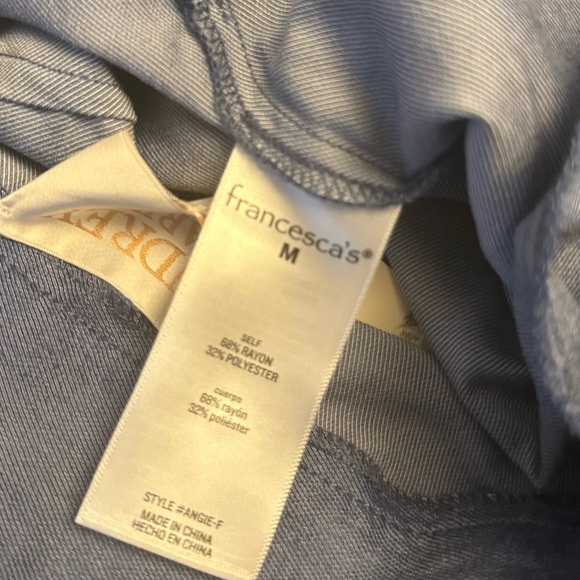 francesca's®
M
SELF
68% RAYON
32% POLYESTER
cuerpo
68% rayón
32% poliéster
STYLE #ANGIE-F
MADE IN CHINA
HECHO EN CHINA